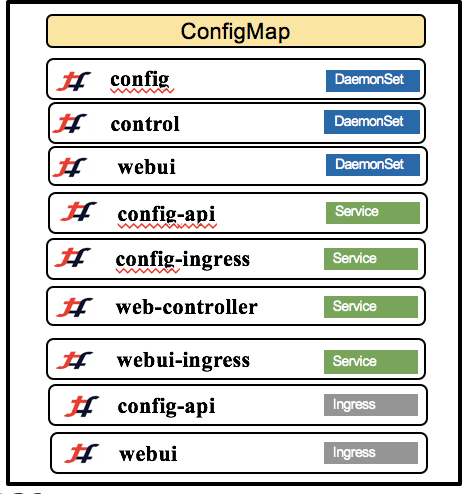 ConfigMap
config DaemonSet
control DaemonSet
webui DaemonSet
config-api Service
config-ingress Service
web-controller Service
webui-ingress Service
config-api Ingress
webui Ingress